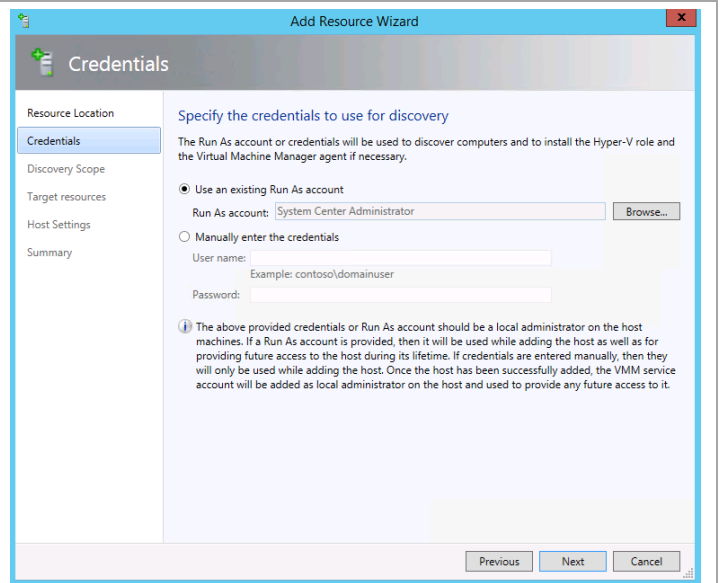 Add Resource Wizard
x
Credentials
Resource Location
Credentials
Discovery Scope
Target resources
Host Settings
Summary
Specify the credentials to use for discovery
The Run As account or credentials will be used to discover computers and to install the Hyper-V role and
the Virtual Machine Manager agent if necessary.
Use an existing Run As account
Run As account: System Center Administrator Browse...
Manually enter the credentials
User name:
Example: contoso\domainuser
Password:
The above provided credentials or Run As account should be a local administrator on the host
machines. If a Run As account is provided, then it will be used while adding the host as well as for
providing future access to the host during its lifetime. If credentials are entered manually, then they
will only be used while adding the host. Once the host has been successfully added, the VMM service
account will be added as local administrator on the host and used to provide any future access to it.
Previous Next Cancel